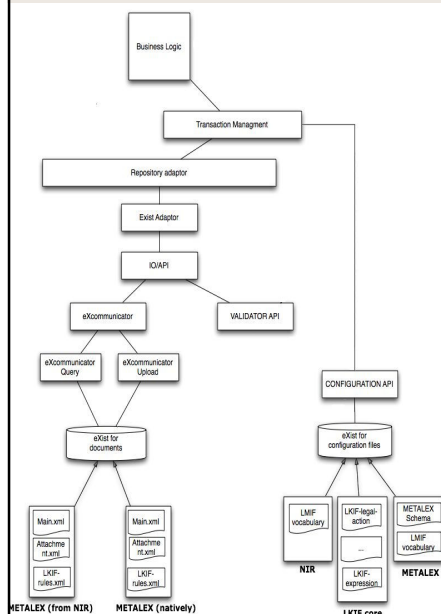 Business Logic
Transaction Managment
Repository adaptor
Exist Adaptor
IO/API
eXcommunicator
VALIDATOR API
eXcommunicator
Query
eXcommunicator
Upload
CONFIGURATION API
eXist for
documents
eXist for
configuration files
Main.xml
Attachme
nt.xml
LKIF-
rules.xml
METALEX (from NIR)
Main.xml
Attache
nt.xml
LKIF-
rules.xml
METALEX (natively)
LMIF
vocabulary
NIR
LKIF-legal-
action
...
LKIF-
expression
LKIF core
METALEX
Schema
LMIF
vocabulary
METALEX